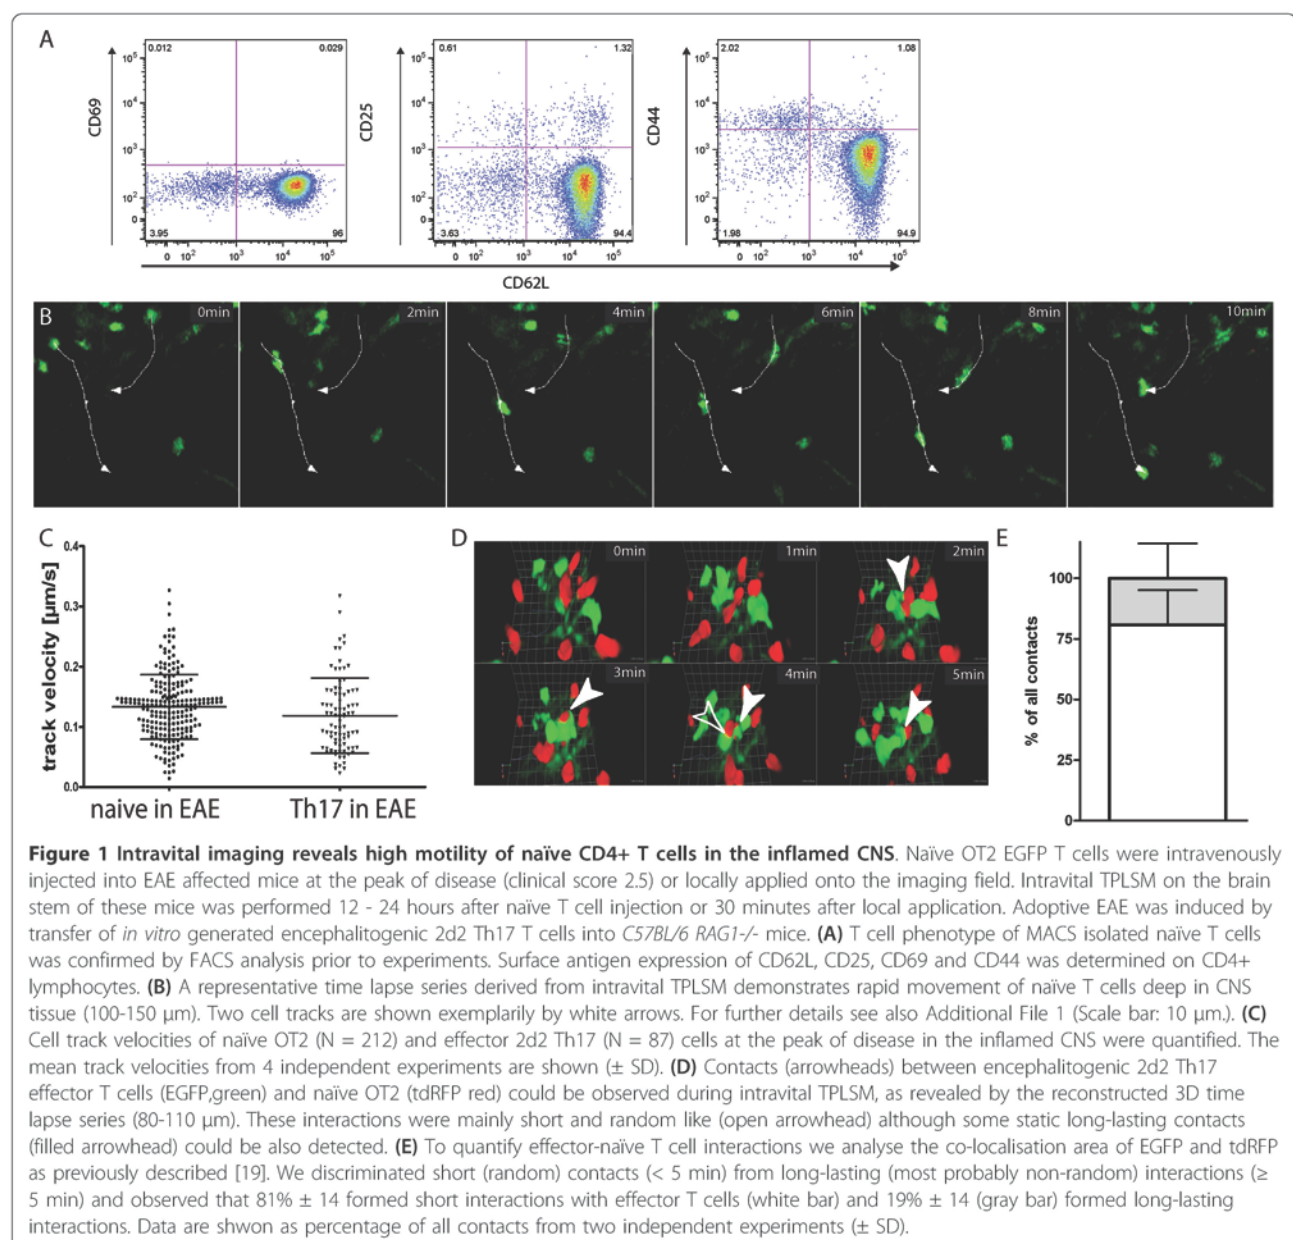 A
0.012
0.029
10⁵
10⁴
10³
10²
0
3.95
96
0 10² 10³ 10⁴ 10⁵
CD69
0.61
1.32
10⁵
10⁴
10³
10²
0
3.63
94.4
0 10² 10³ 10⁴ 10⁵
CD25
2.02
1.08
10⁵
10⁴
10³
10²
0
1.98
94.9
0 10² 10³ 10⁴ 10⁵
CD44
CD62L
B
0min
2min
4min
6min
8min
10min
C
0.4
0.3
0.2
0.1
0.0
track velocity [µm/s]
naive in EAE
Th17 in EAE
D
0min
1min
2min
3min
4min
5min
E
100
75
50
25
0
% of all contacts
Figure 1 Intravital imaging reveals high motility of naïve CD4+ T cells in the inflamed CNS. Naïve OT2 EGFP T cells were intravenously
injected into EAE affected mice at the peak of disease (clinical score 2.5) or locally applied onto the imaging field. Intravital TPLSM on the brain
stem of these mice was performed 12 - 24 hours after naïve T cell injection or 30 minutes after local application. Adoptive EAE was induced by
transfer of in vitro generated encephalitogenic 2d2 Th17 T cells into C57BL/6 RAG1-/- mice. (A) T cell phenotype of MACS isolated naïve T cells
was confirmed by FACS analysis prior to experiments. Surface antigen expression of CD62L, CD25, CD69 and CD44 was determined on CD4+
lymphocytes. (B) A representative time lapse series derived from intravital TPLSM demonstrates rapid movement of naïve T cells deep in CNS
tissue (100-150 µm). Two cell tracks are shown exemplarily by white arrows. For further details see also Additional File 1 (Scale bar: 10 µm.). (C)
Cell track velocities of naïve OT2 (N = 212) and effector 2d2 Th17 (N = 87) cells at the peak of disease in the inflamed CNS were quantified. The
mean track velocities from 4 independent experiments are shown (± SD). (D) Contacts (arrowheads) between encephalitogenic 2d2 Th17
effector T cells (EGFP,green) and naïve OT2 (tdRFP red) could be observed during intravital TPLSM, as revealed by the reconstructed 3D time
lapse series (80-110 µm). These interactions were mainly short and random like (open arrowhead) although some static long-lasting contacts
(filled arrowhead) could be also detected. (E) To quantify effector-naïve T cell interactions we analyse the co-localisation area of EGFP and tdRFP
as previously described [19]. We discriminated short (random) contacts (< 5 min) from long-lasting (most probably non-random) interactions (≥
5 min) and observed that 81% ± 14 formed short interactions with effector T cells (white bar) and 19% ± 14 (gray bar) formed long-lasting
interactions. Data are shwon as percentage of all contacts from two independent experiments (± SD).